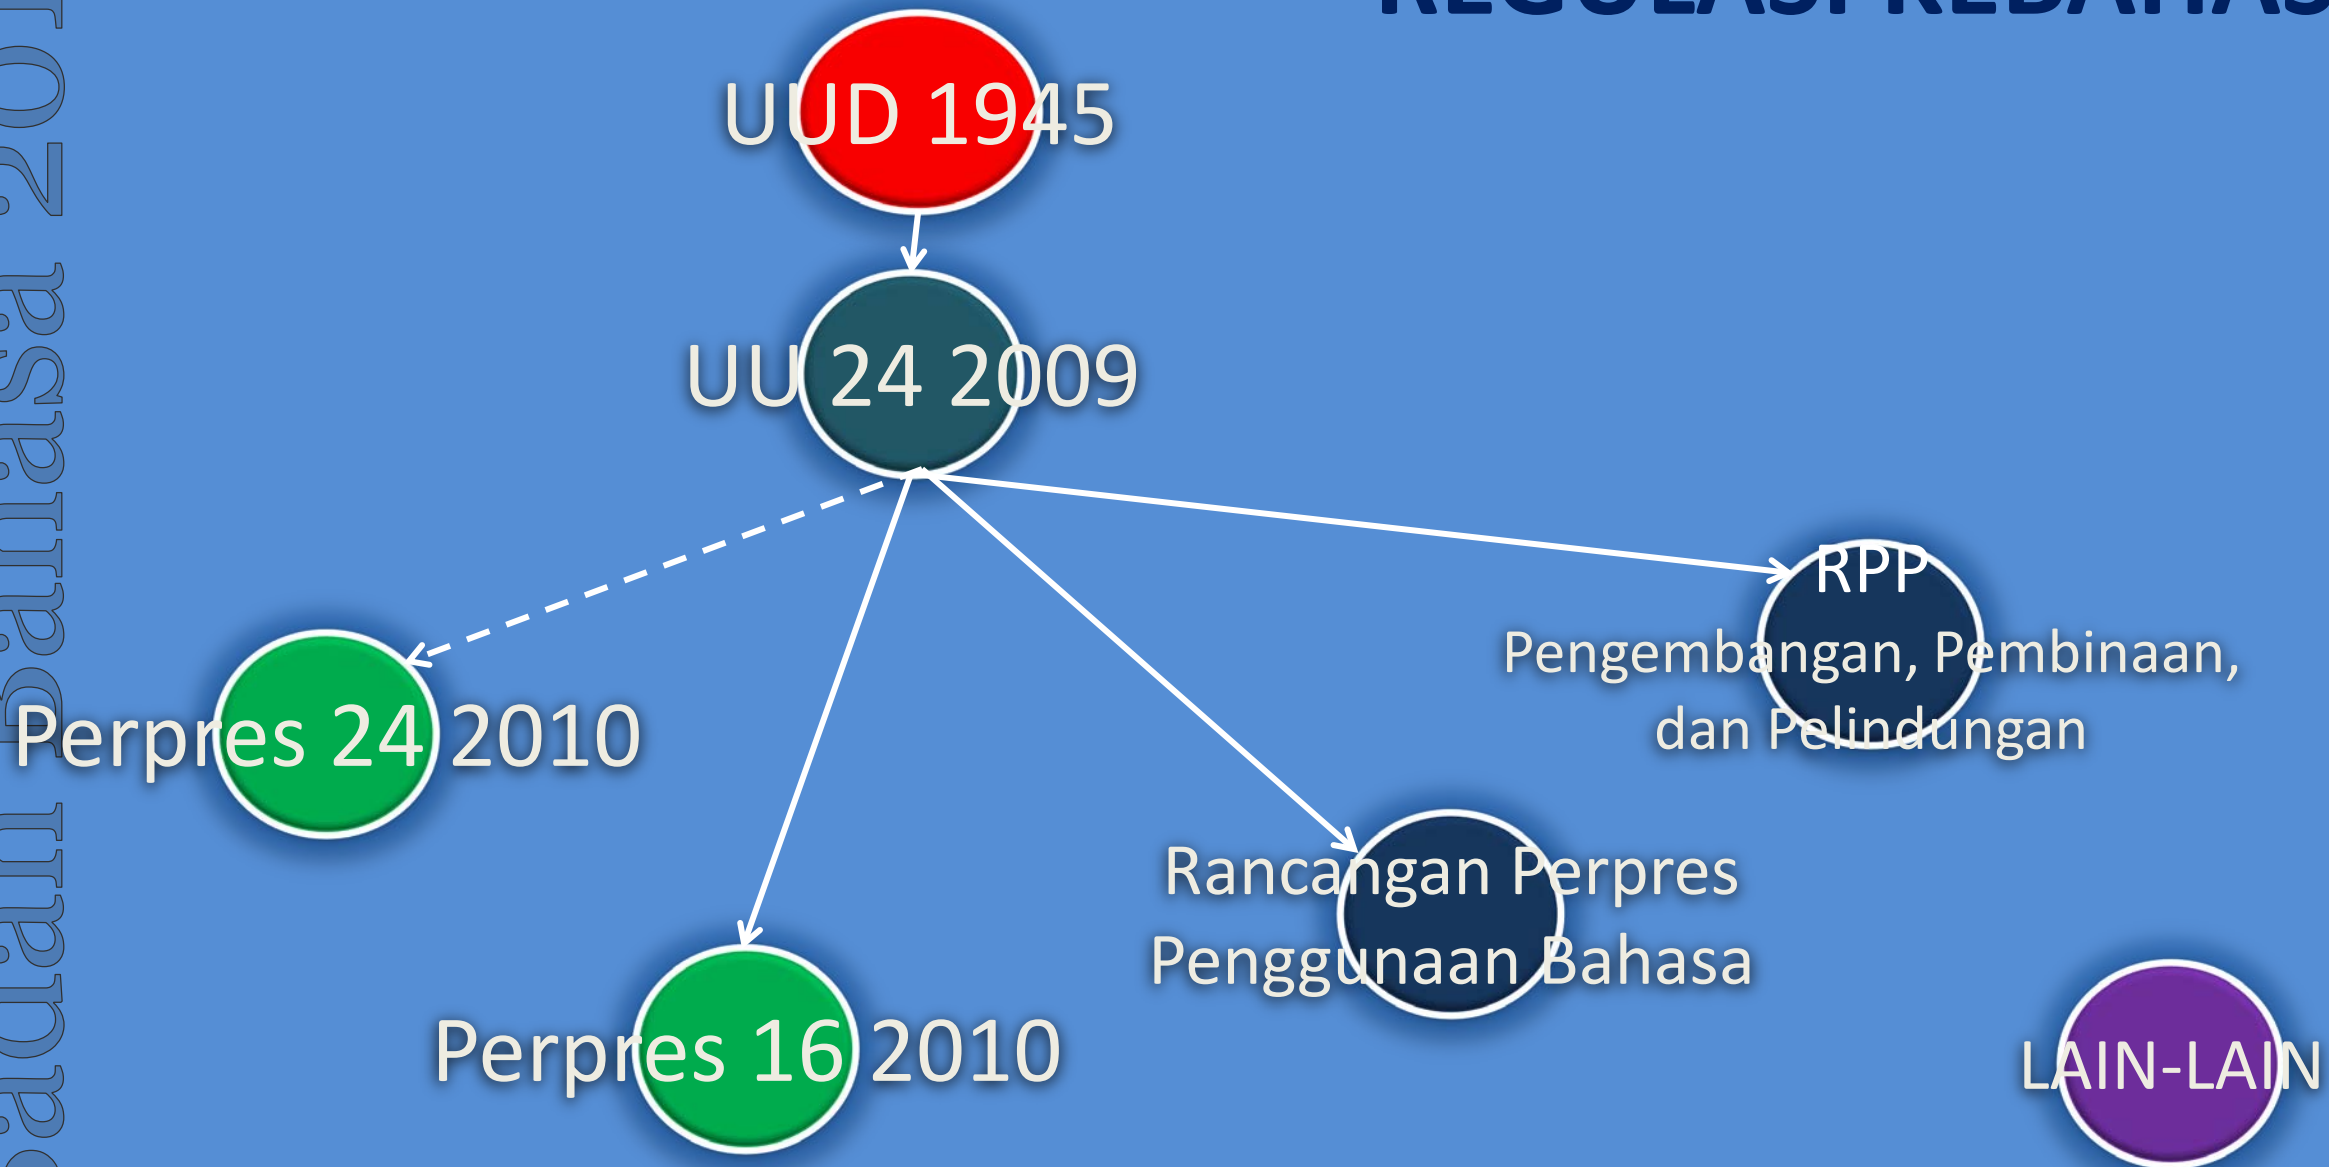 UUD 1945
UU 24 2009
RPP
Pengembangan, Pembinaan,
dan Pelindungan
Perpres 24 2010
Rancangan Perpres
Penggunaan Bahasa
Perpres 16 2010
LAIN-LAIN